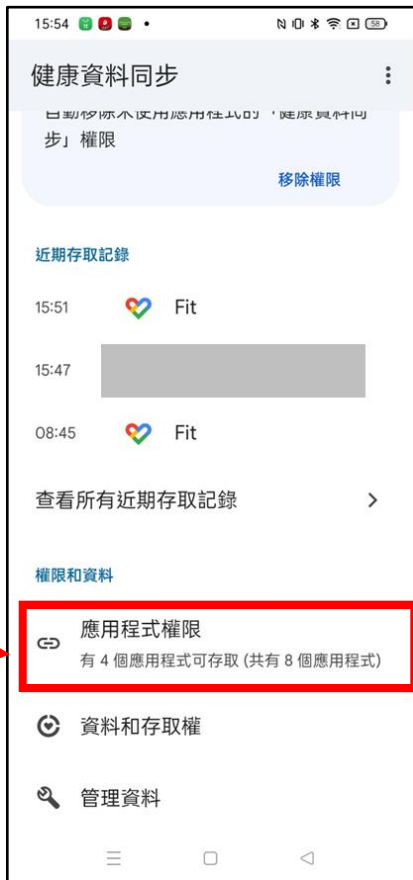 15:54
58
健康資料同步
自動移除未使用應用程式的「健康資料同
步」權限
移除權限
近期存取記錄
15:51 Fit
15:47
08:45 Fit
查看所有近期存取記錄
權限和資料
應用程式權限
有 4 個應用程式可存取 (共有 8 個應用程式)
資料和存取權
管理資料